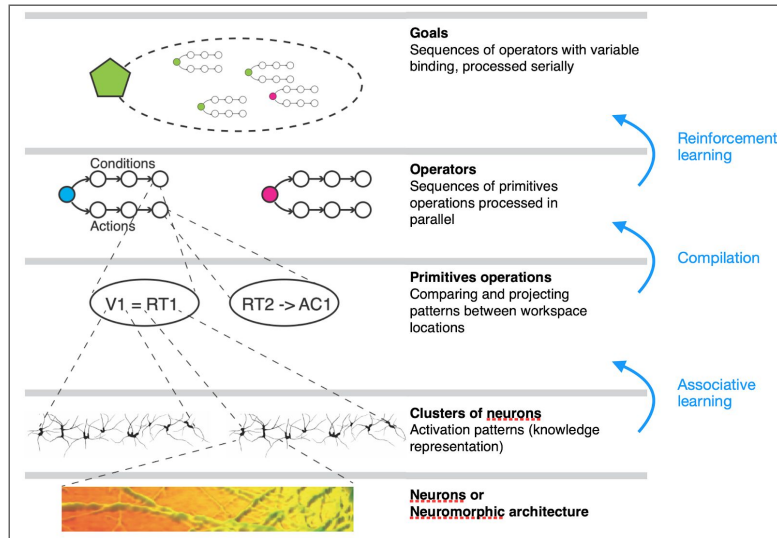 Goals
Sequences of operators with variable
binding, processed serially
Reinforcement
learning
Conditions
Actions
Operators
Sequences of primitives
operations processed in
parallel
Compilation
V1 = RT1
RT2 -> AC1
Primitives operations
Comparing and projecting
patterns between workspace
locations
Associative
learning
Clusters of neurons
Activation patterns (knowledge
representation)
Neurons or
Neuromorphic architecture